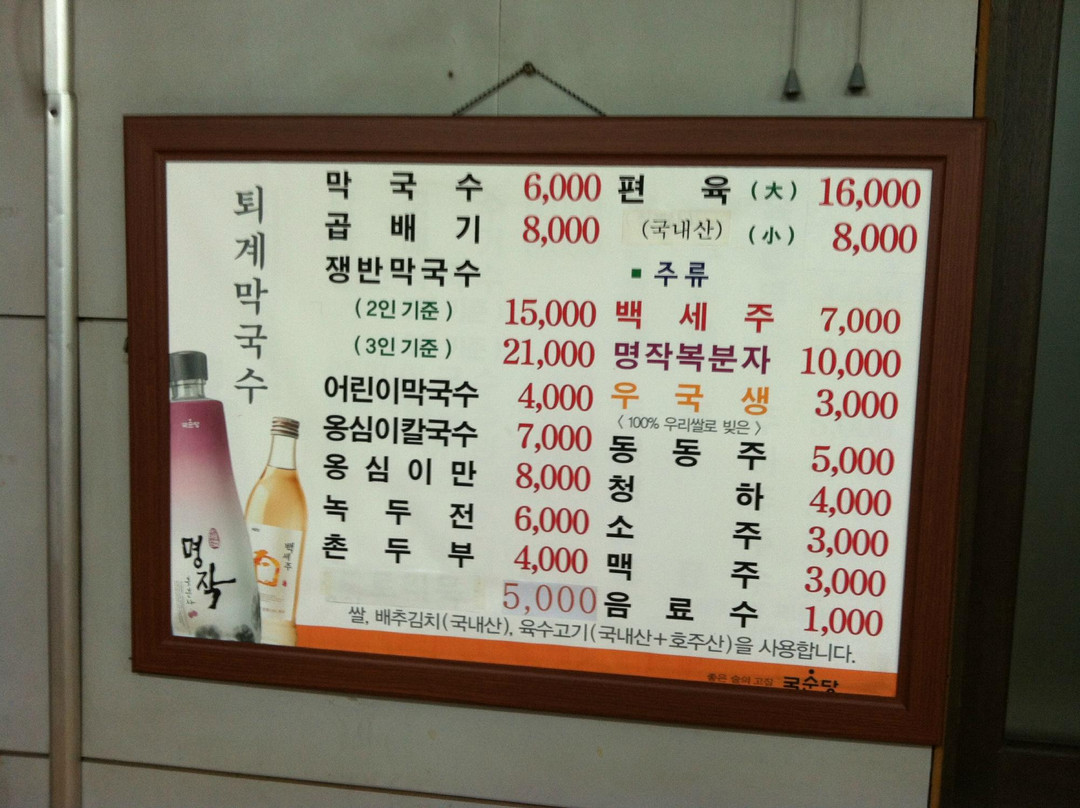 퇴계막국수
막국수 6,000
곱배기 8,000
쟁반막국수
(2인 기준) 15,000
(3인 기준) 21,000
어린이막국수 4,000
옹심이칼국수 7,000
옹심이만 8,000
녹두전 6,000
촌두부 4,000
5,000
편육 (大) 16,000
(국내산) (小) 8,000
■ 주류
백세주 7,000
명작복분자 10,000
우국생 3,000
〈 100% 우리쌀로 빚은 〉
동동주 5,000
청하 4,000
소주 3,000
맥주 3,000
음료수 1,000
쌀, 배추김치(국내산), 육수고기(국내산+호주산)을 사용합니다.
좋은 술의 고집 국순당
명작
백세주